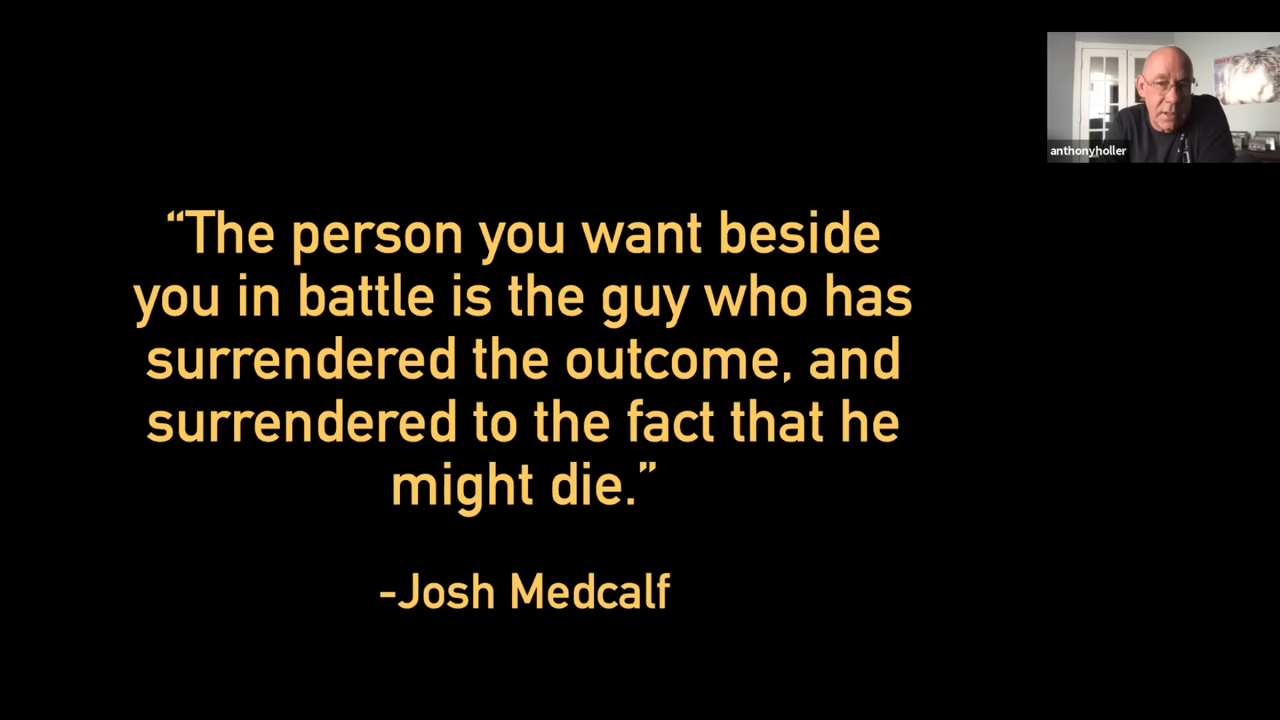 anthonyholler
“The person you want beside
you in battle is the guy who has
surrendered the outcome, and
surrendered to the fact that he
might die.”
-Josh Medcalf